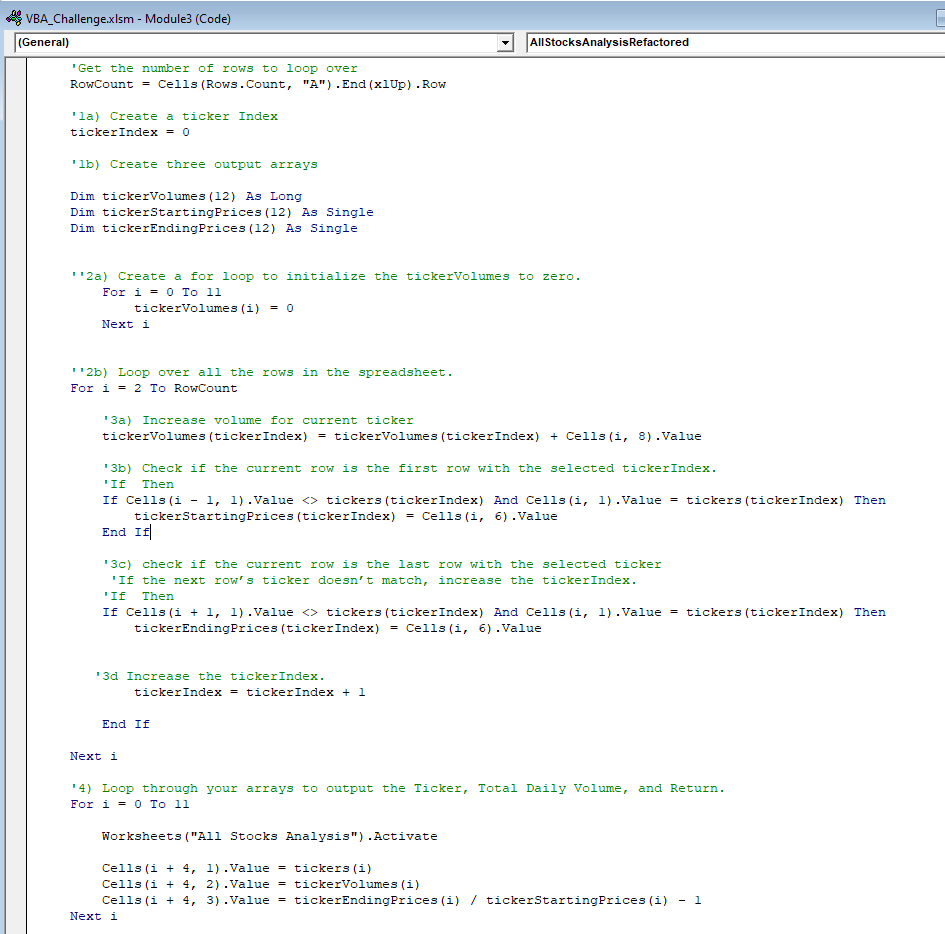 VBA_Challenge.xlsm - Module3 (Code)
(General)
AllStocksAnalysisRefactored
'Get the number of rows to loop over
RowCount = Cells(Rows.Count, "A").End(xlUp).Row
'1a) Create a ticker Index
tickerIndex = 0
'1b) Create three output arrays
Dim tickerVolumes(12) As Long
Dim tickerStartingPrices(12) As Single
Dim tickerEndingPrices(12) As Single
''2a) Create a for loop to initialize the tickerVolumes to zero.
For i = 0 To 11
tickerVolumes(i) = 0
Next i
''2b) Loop over all the rows in the spreadsheet.
For i = 2 To RowCount
'3a) Increase volume for current ticker
tickerVolumes(tickerIndex) = tickerVolumes(tickerIndex) + Cells(i, 8).Value
'3b) Check if the current row is the first row with the selected tickerIndex.
'If  Then
If Cells(i - 1, 1).Value <> tickers(tickerIndex) And Cells(i, 1).Value = tickers(tickerIndex) Then
tickerStartingPrices(tickerIndex) = Cells(i, 6).Value
End If
'3c) check if the current row is the last row with the selected ticker
'If the next row’s ticker doesn’t match, increase the tickerIndex.
'If  Then
If Cells(i + 1, 1).Value <> tickers(tickerIndex) And Cells(i, 1).Value = tickers(tickerIndex) Then
tickerEndingPrices(tickerIndex) = Cells(i, 6).Value
'3d Increase the tickerIndex.
tickerIndex = tickerIndex + 1
End If
Next i
'4) Loop through your arrays to output the Ticker, Total Daily Volume, and Return.
For i = 0 To 11
Worksheets("All Stocks Analysis").Activate
Cells(i + 4, 1).Value = tickers(i)
Cells(i + 4, 2).Value = tickerVolumes(i)
Cells(i + 4, 3).Value = tickerEndingPrices(i) / tickerStartingPrices(i) - 1
Next i